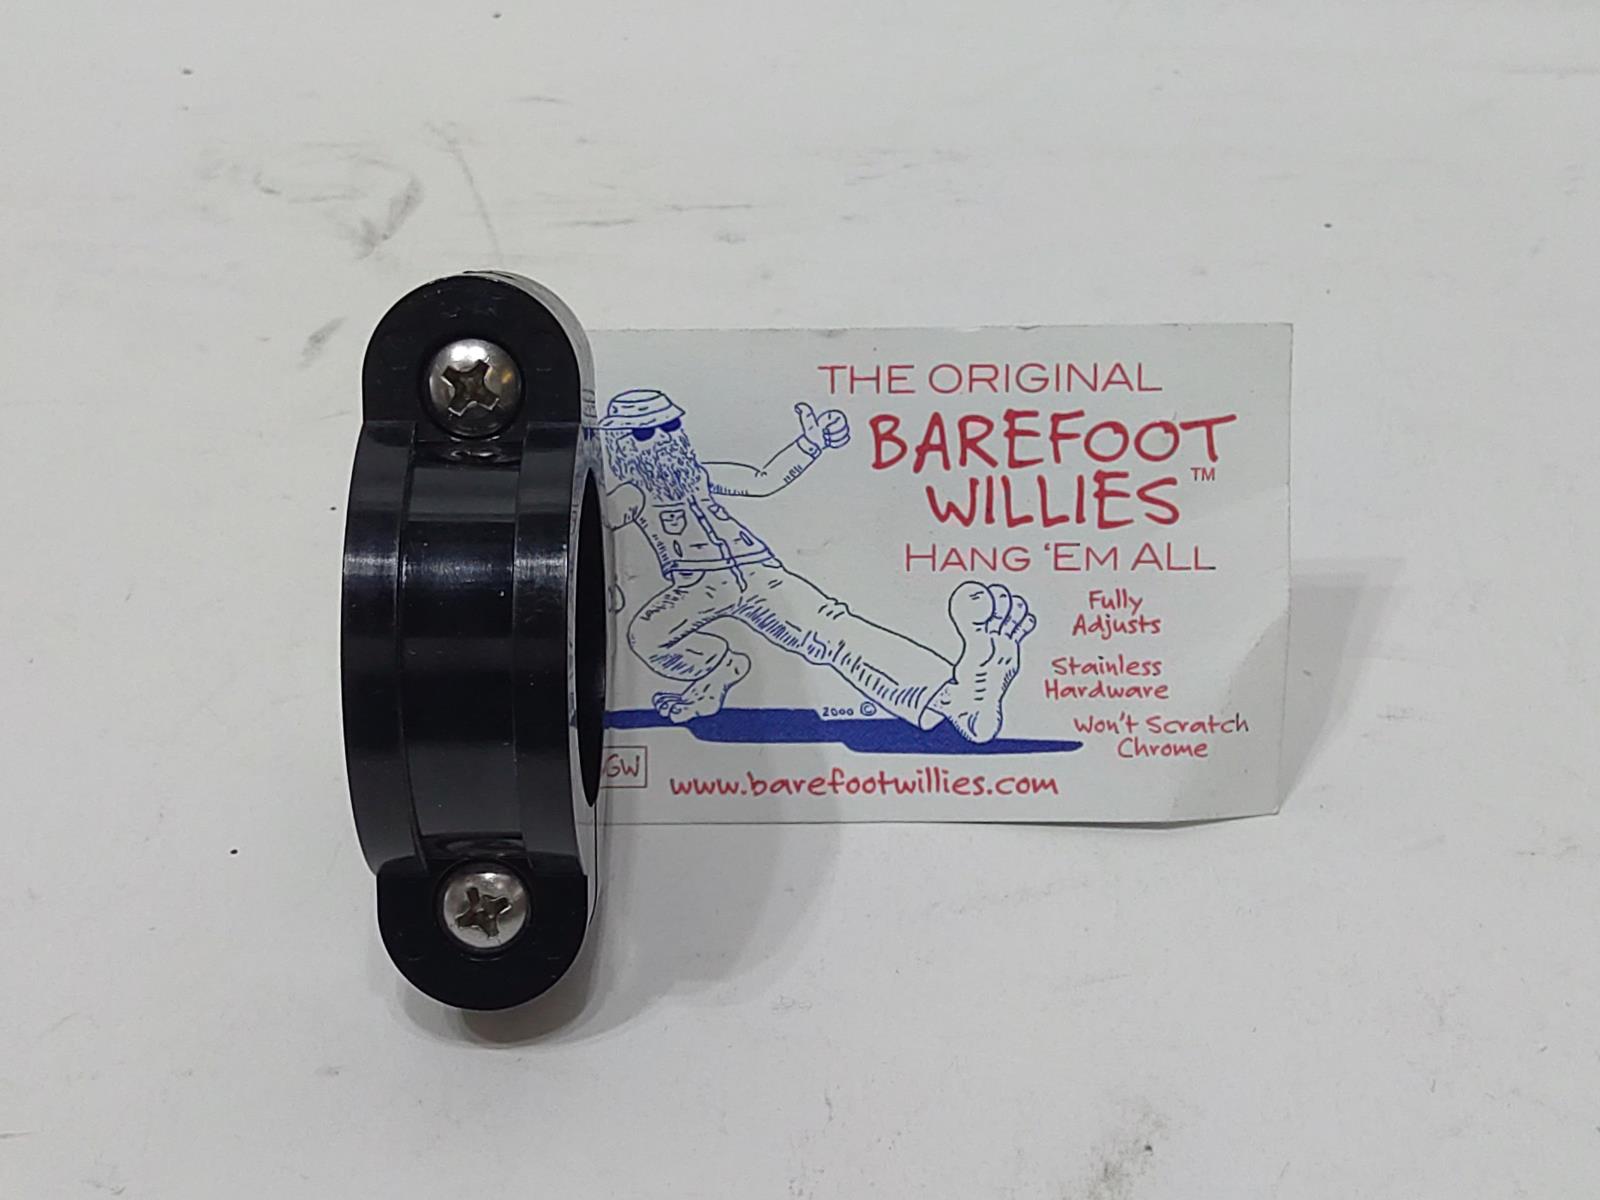 THE ORIGINAL
BAREFOOT
WILLIES™
HANG 'EM ALL
Fully
Adjusts
Stainless
Hardware
Won't Scratch
Chrome
2000 ©
www.barefootwillies.com